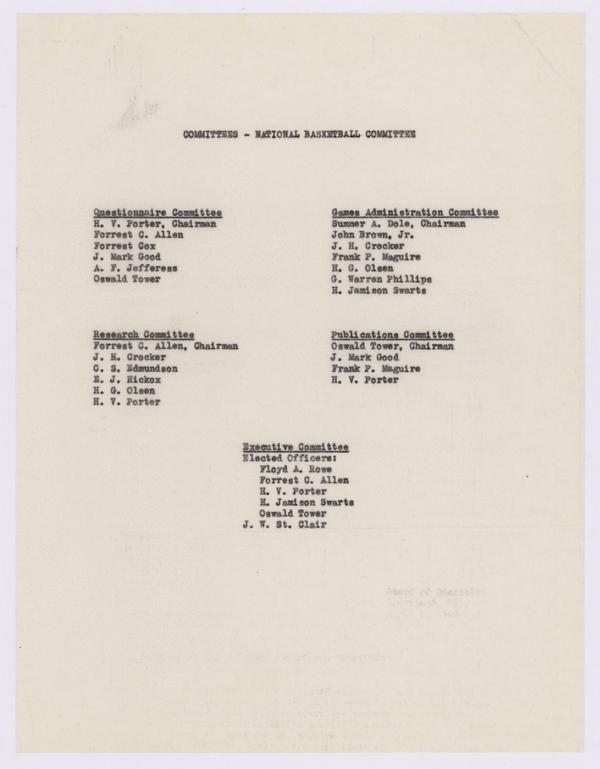 COMMITTEES - NATIONAL BASKETBALL COMMITTEE
Questionnaire Committee
H. V. Porter, Chairman
Forrest C. Allen
Forrest Cox
J. Mark Good
A. F. Jefferess
Oswald Tower
Games Administration Committee
Sumner A. Dole, Chairman
John Brown, Jr.
J. H. Crocker
Frank P. Maguire
H. G. Olsen
G. Warren Phillips
H. Jamison Swarts
Research Committee
Forrest C. Allen, Chairman
J. H. Crocker
C. S. Edmundson
E. J. Hickox
H. G. Olsen
H. V. Porter
Publications Committee
Oswald Tower, Chairman
J. Mark Good
Frank P. Maguire
H. V. Porter
Executive Committee
Elected Officers:
Floyd A. Rowe
Forrest C. Allen
H. V. Porter
H. Jamison Swarts
Oswald Tower
J. W. St. Clair